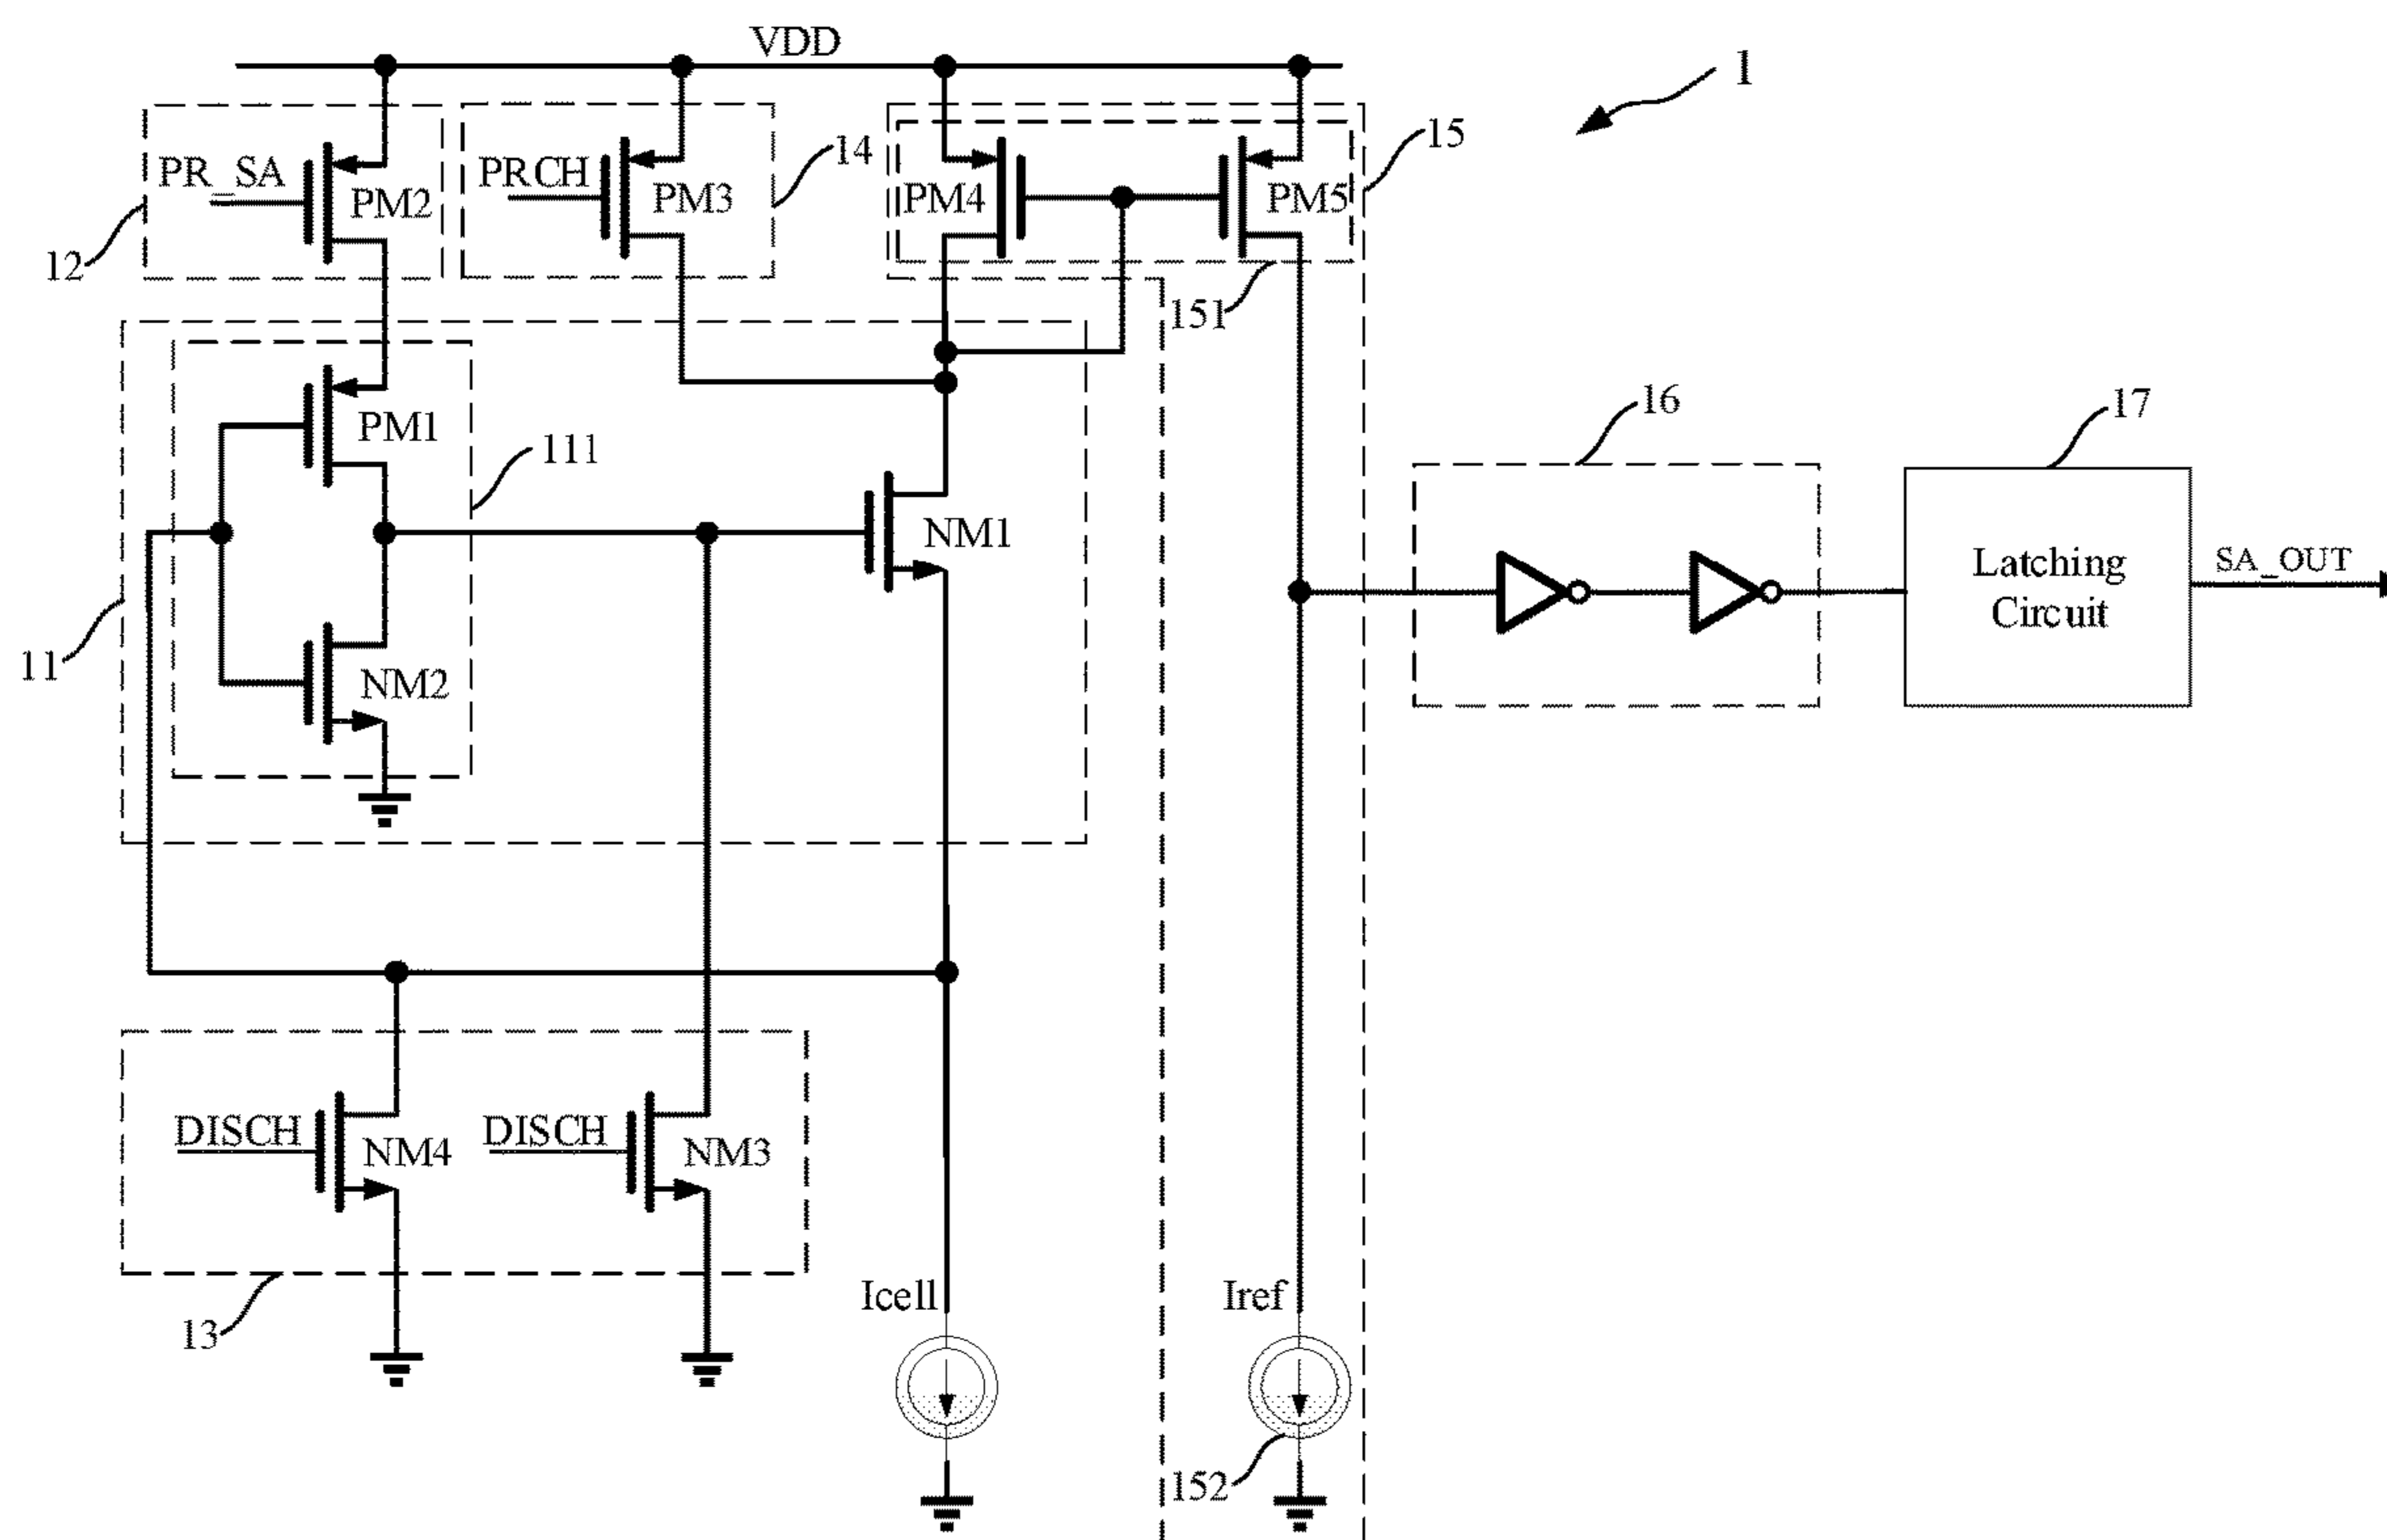 VDD
1
PR_SA
PM2
PRCH
PM3
14
PM4
PM5
15
12
151
PM1
111
16
17
NM1
Latching
Circuit
SA_OUT
11
NM2
DISCH
NM4
DISCH
NM3
13
Icell
Iref
152